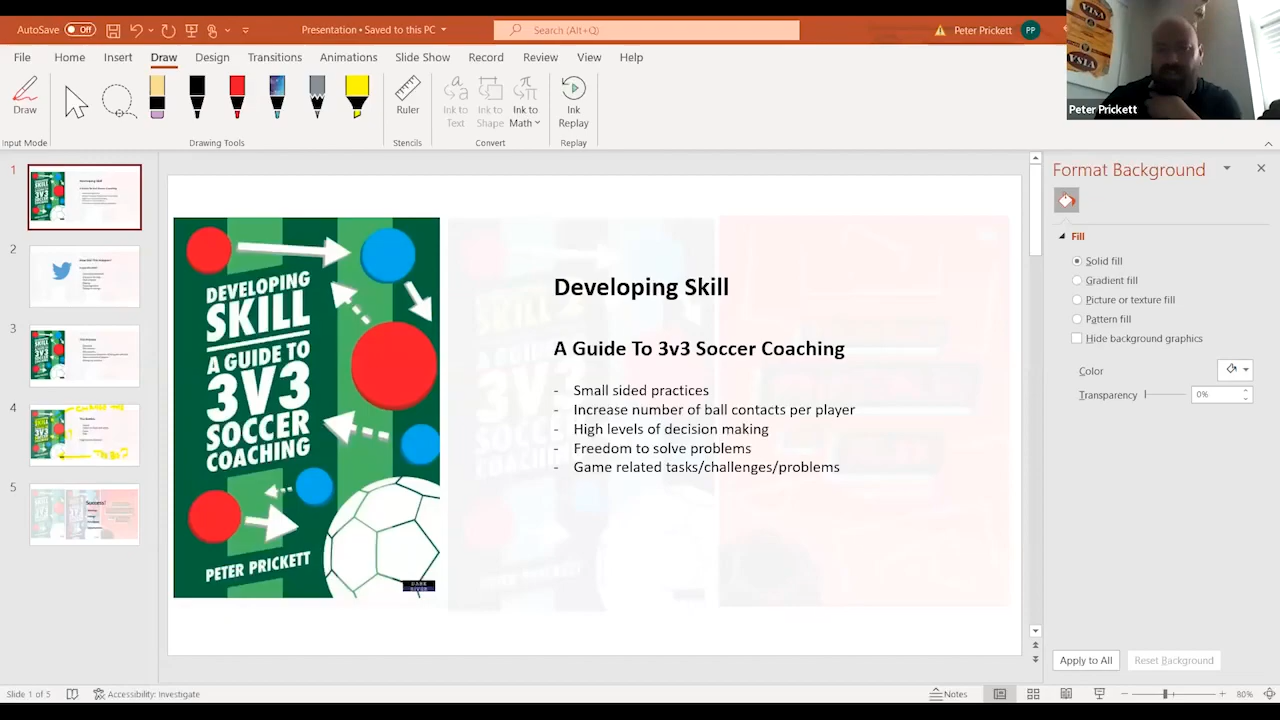 AutoSave Off
Presentation • Saved to this PC
Search (Alt+Q)
Peter Prickett PP
File Home Insert Draw Design Transitions Animations Slide Show Record Review View Help
Draw
Ruler
Ink to Text
Ink to Shape
Ink to Math
Ink Replay
Input Mode
Drawing Tools
Stencils
Convert
Replay
VSLA
Peter Prickett
1
2
3
4
5
DEVELOPING
SKILL
A GUIDE TO
3V3
SOCCER
COACHING
PETER PRICKETT
Developing Skill
A Guide To 3v3 Soccer Coaching
- Small sided practices
- Increase number of ball contacts per player
- High levels of decision making
- Freedom to solve problems
- Game related tasks/challenges/problems
Format Background
Fill
Solid fill
Gradient fill
Picture or texture fill
Pattern fill
Hide background graphics
Color
Transparency 0%
Apply to All Reset Background
Slide 1 of 5 Accessibility: Investigate Notes 80%